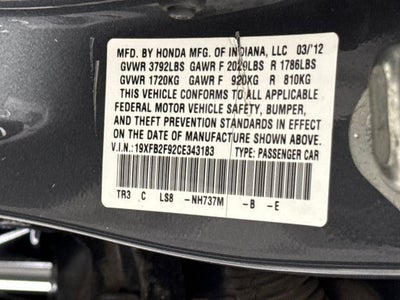 MFD. BY HONDA MFG. OF INDIANA, LLC 03/'12
GVWR 3792LBS GAWR F 2029LBS R 1786LBS
GVWR 1720KG GAWR F 920KG R 810KG
THIS VEHICLE CONFORMS TO ALL APPLICABLE
FEDERAL MOTOR VEHICLE SAFETY, BUMPER,
AND THEFT PREVENTION STANDARDS IN EFFECT
ON THE DATE OF MANUFACTURE SHOWN ABOVE.
V.I.N.: 19XFB2F92CE343183 TYPE: PASSENGER CAR
TR3 C LS8 -NH737M -B -E